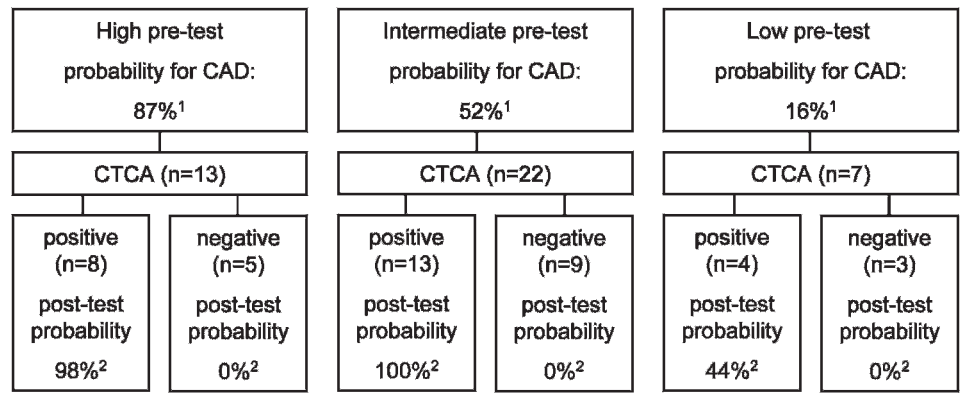 High pre-test
probability for CAD:
87%¹
Intermediate pre-test
probability for CAD:
52%¹
Low pre-test
probability for CAD:
16%¹
CTCA (n=13)
CTCA (n=22)
CTCA (n=7)
positive
(n=8)
post-test
probability
98%²
negative
(n=5)
post-test
probability
0%²
positive
(n=13)
post-test
probability
100%²
negative
(n=9)
post-test
probability
0%²
positive
(n=4)
post-test
probability
44%²
negative
(n=3)
post-test
probability
0%²